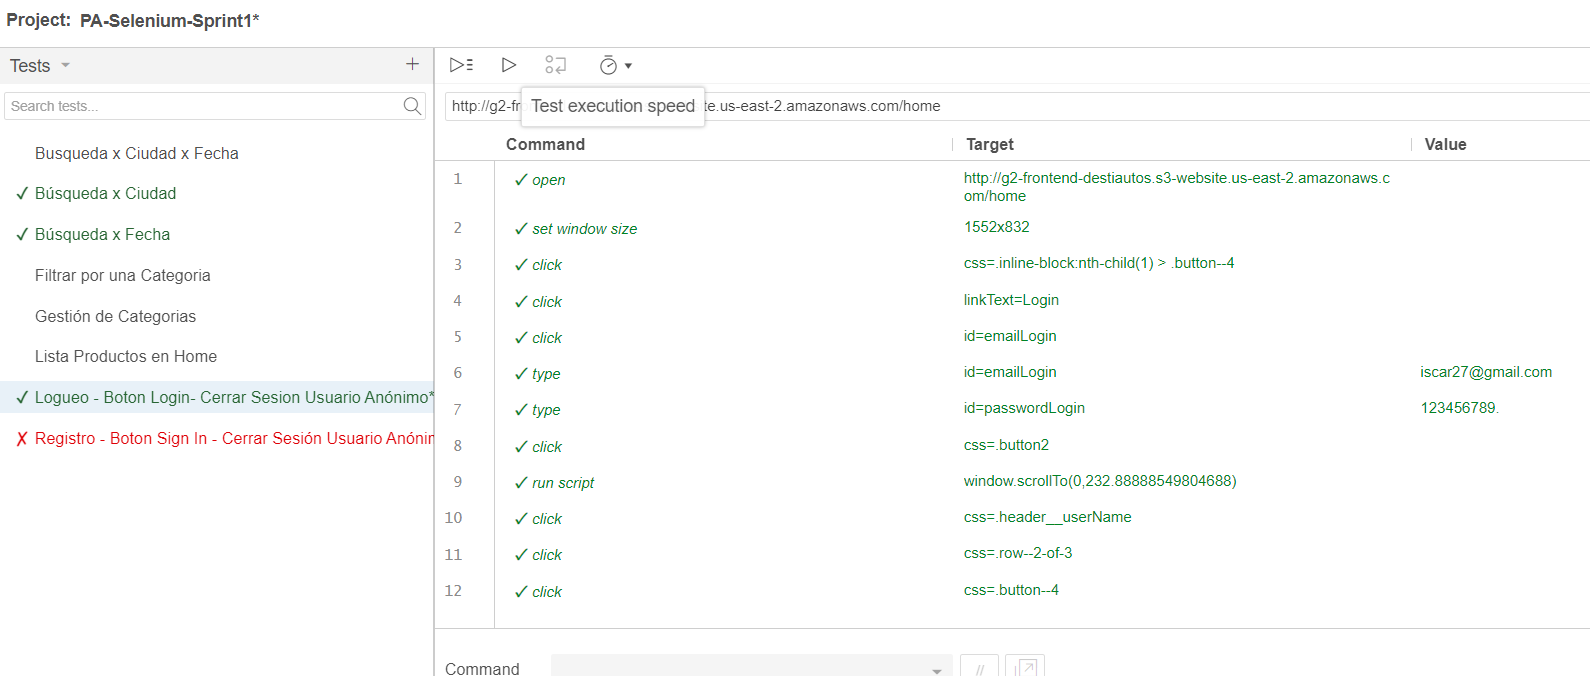 Project: PA-Selenium-Sprint1*
Tests
+
Search tests...
Busqueda x Ciudad x Fecha
✓ Búsqueda x Ciudad
✓ Búsqueda x Fecha
Filtrar por una Categoria
Gestión de Categorias
Lista Productos en Home
✓ Logueo - Boton Login- Cerrar Sesion Usuario Anónimo*
✗ Registro - Boton Sign In - Cerrar Sesión Usuario Anónim
http://g2-fr
Test execution speed
te.us-east-2.amazonaws.com/home
Command Target Value
1 ✓ open http://g2-frontend-destiautos.s3-website.us-east-2.amazonaws.c
om/home
2 ✓ set window size 1552x832
3 ✓ click css=.inline-block:nth-child(1) > .button--4
4 ✓ click linkText=Login
5 ✓ click id=emailLogin
6 ✓ type id=emailLogin iscar27@gmail.com
7 ✓ type id=passwordLogin 123456789.
8 ✓ click css=.button2
9 ✓ run script window.scrollTo(0,232.88888549804688)
10 ✓ click css=.header__userName
11 ✓ click css=.row--2-of-3
12 ✓ click css=.button--4
Command //